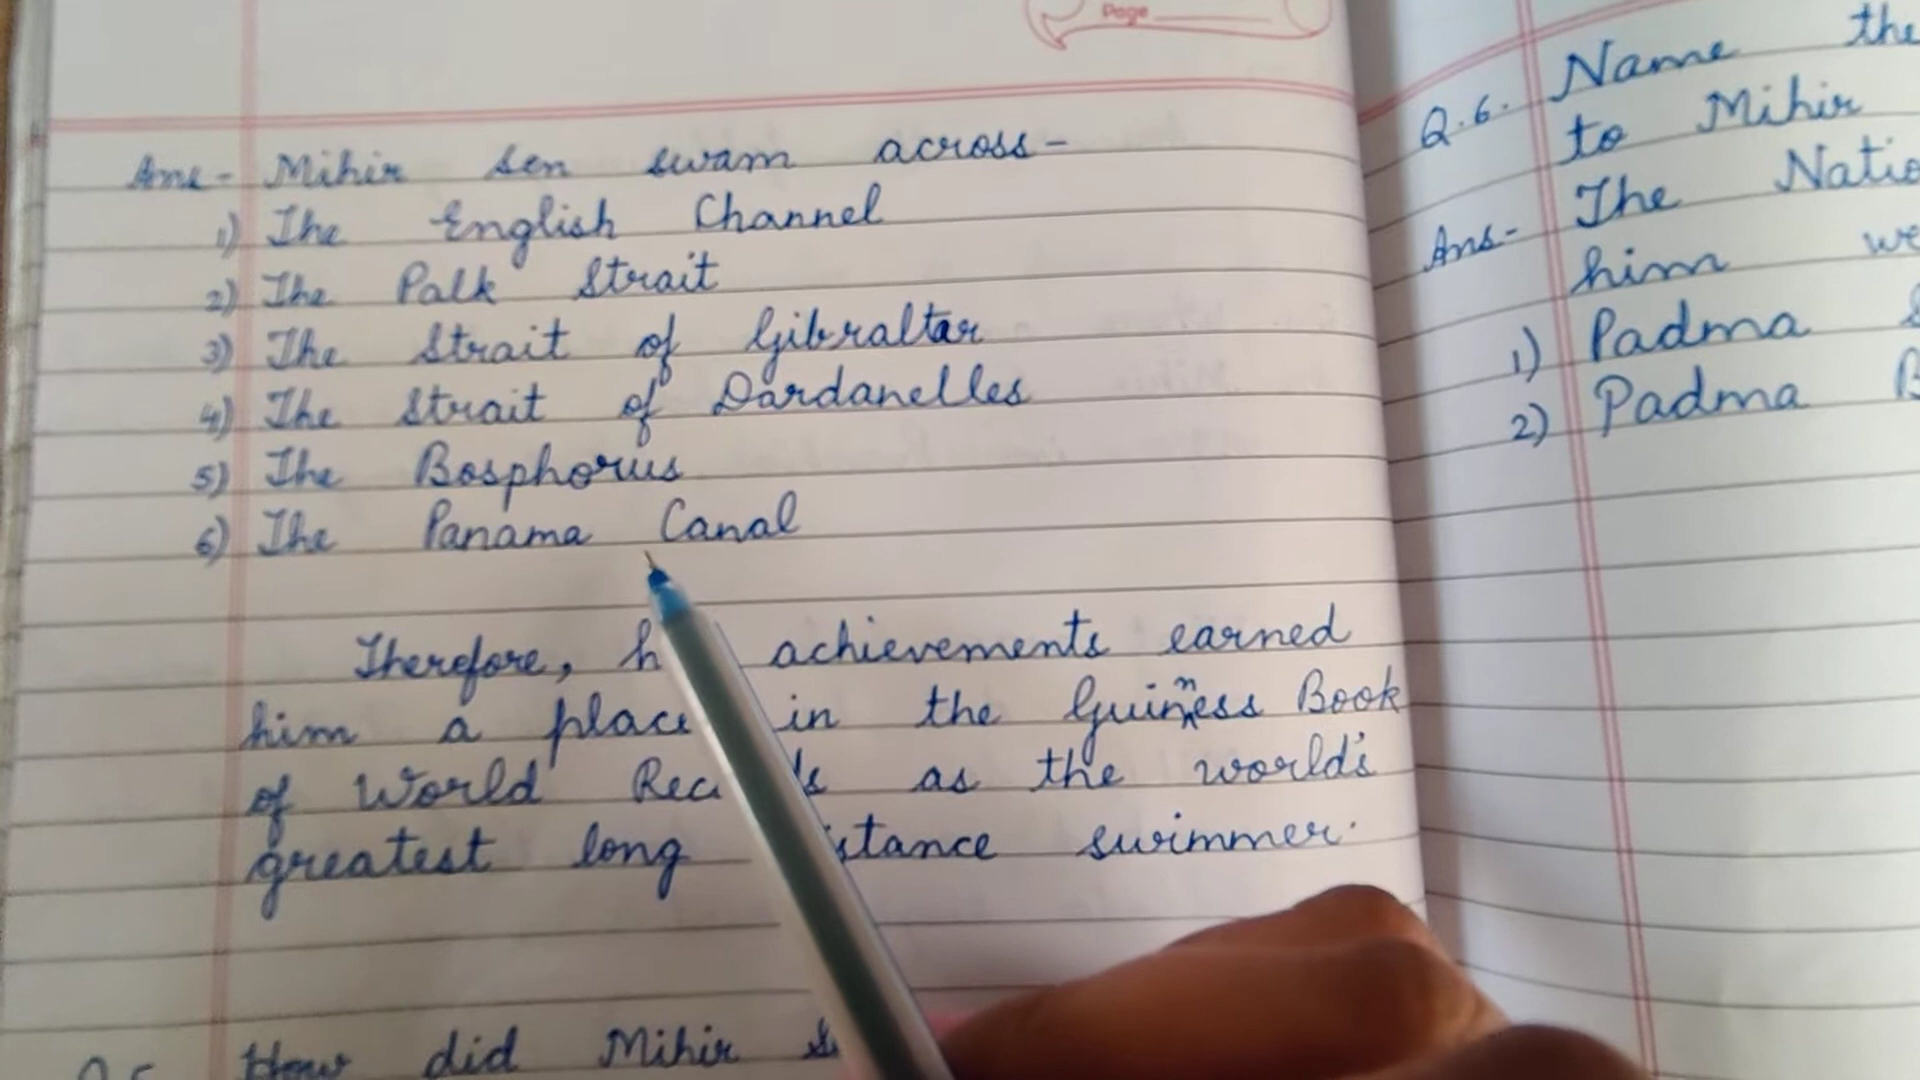 Page
Ans- Mihir Sen swam across-
1) The English Channel
2) The Palk Strait
3) The Strait of Gibraltar
4) The Strait of Dardanelles
5) The Bosphorus
6) The Panama Canal
Therefore, achievements earned
him a place in the Guinness Book
of World as the world's
greatest long swimmer.
How did Mihir
Q.6. Name the
to Mihir
Ans- The
him
1) Padma
2) Padma